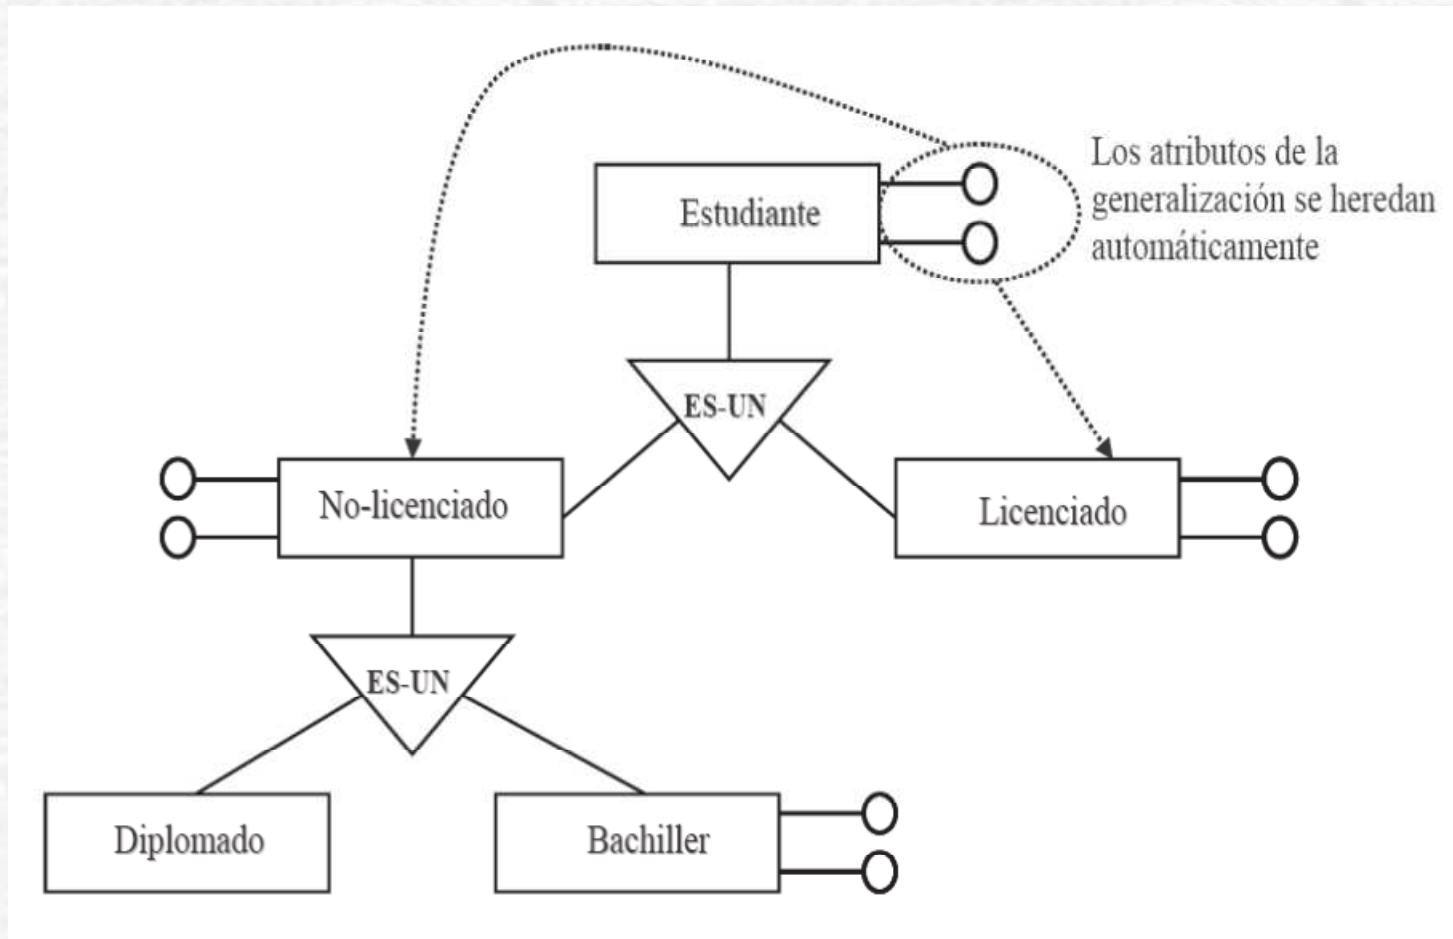 Los atributos de la
generalización se heredan
automáticamente
Estudiante
ES-UN
No-licenciado
Licenciado
ES-UN
Diplomado
Bachiller